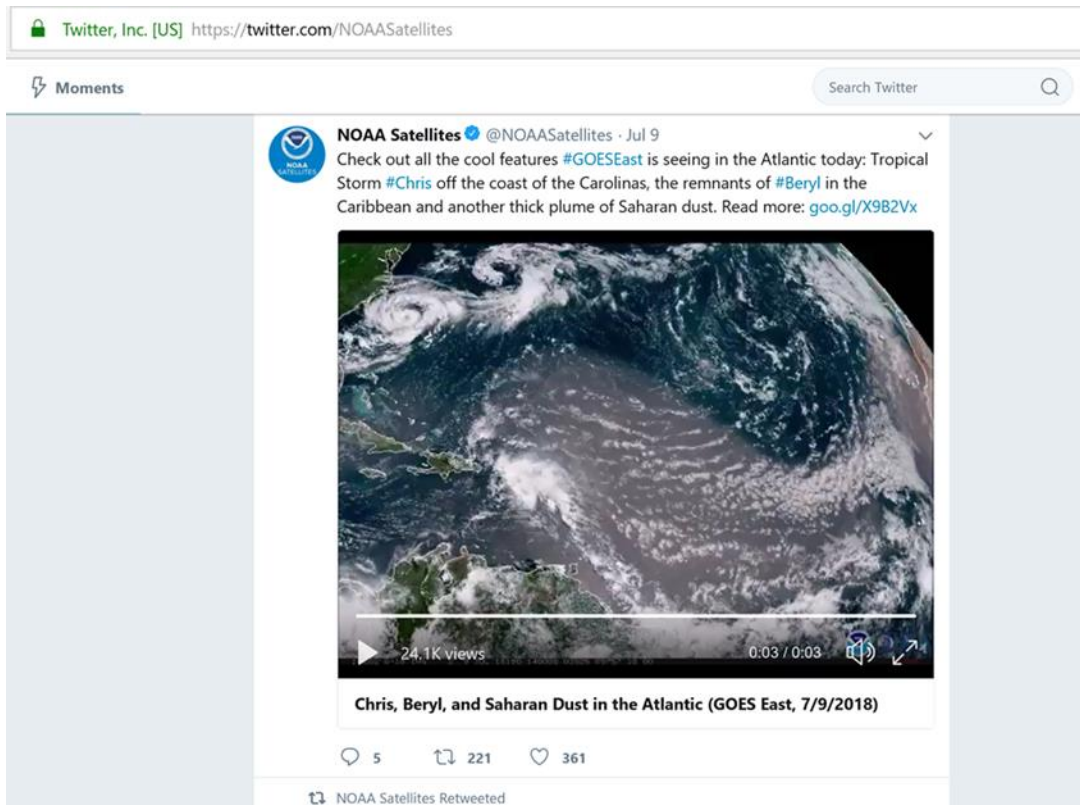 Twitter, Inc. [US] https://twitter.com/NOAASatellites
Moments
Search Twitter
NOAA Satellites @NOAASatellites · Jul 9
NOAA
SATELLITES
Check out all the cool features #GOESEast is seeing in the Atlantic today: Tropical
Storm #Chris off the coast of the Carolinas, the remnants of #Beryl in the
Caribbean and another thick plume of Saharan dust. Read more: goo.gl/X9B2Vx
24.1K views
0:03 / 0:03
Chris, Beryl, and Saharan Dust in the Atlantic (GOES East, 7/9/2018)
5 221 361
NOAA Satellites Retweeted